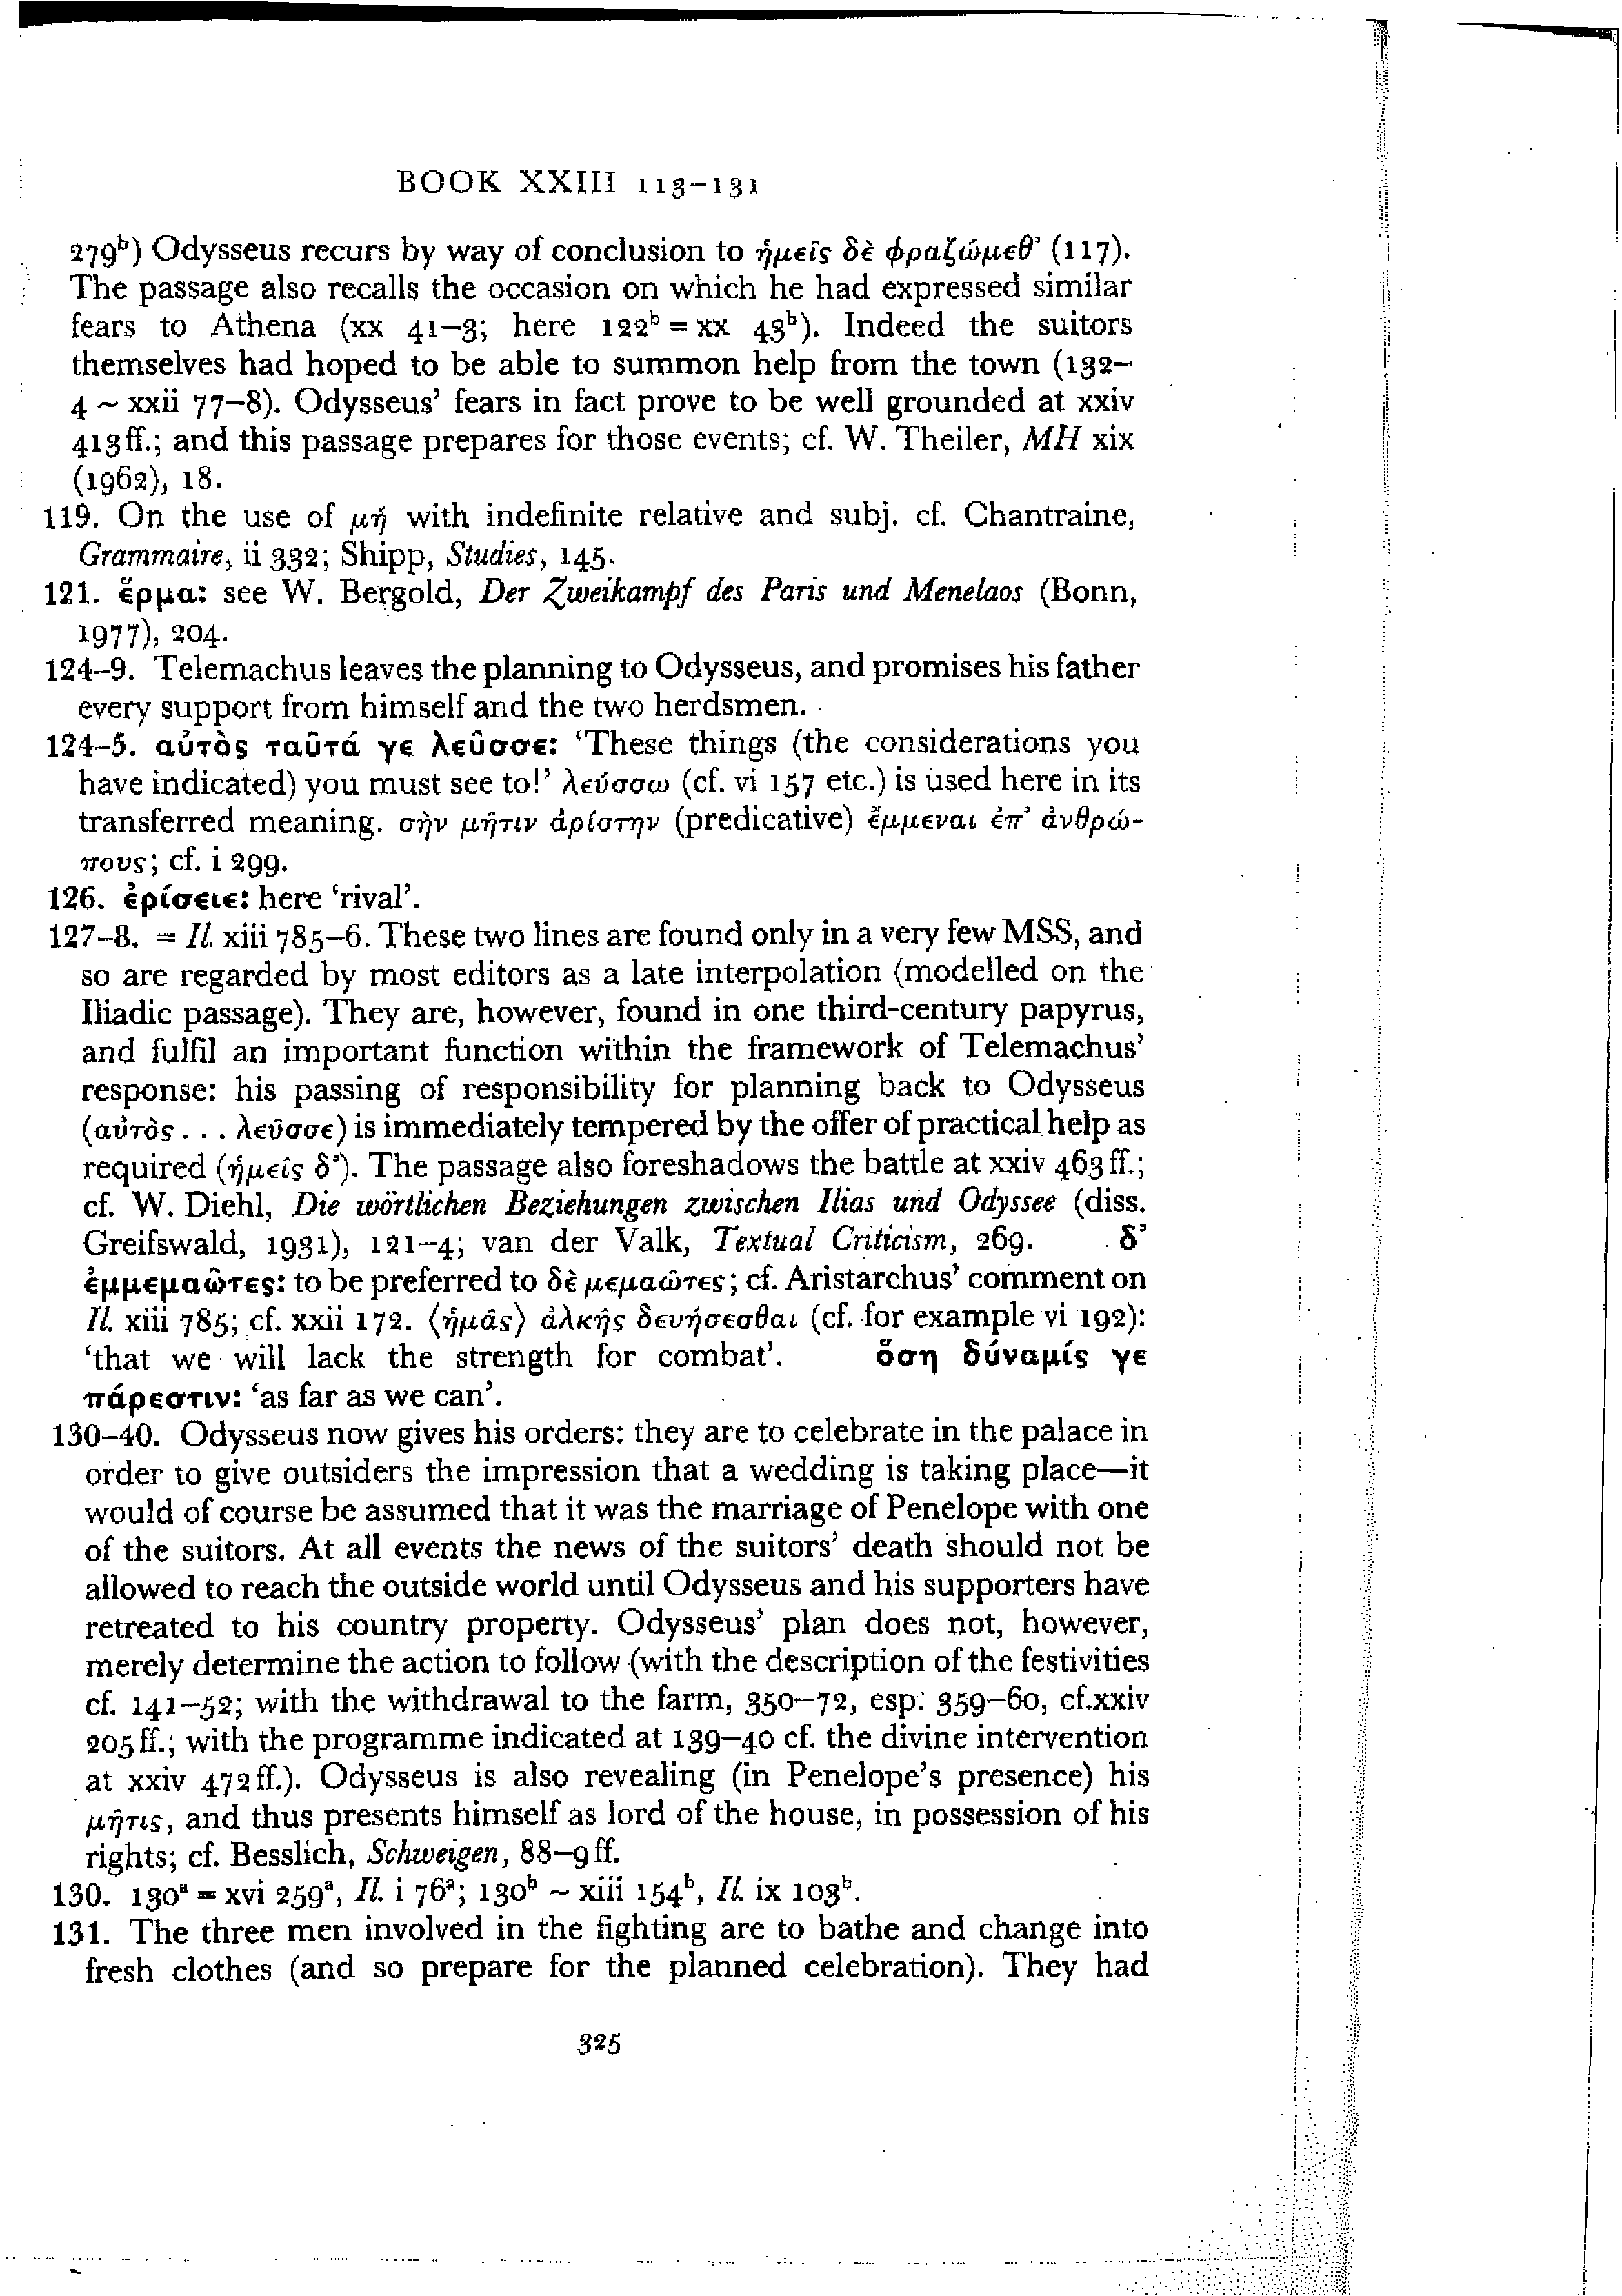 BOOK XXIII 113–131
279ᵇ) Odysseus recurs by way of conclusion to ἡμεῖς δὲ φραζώμεθ’ (117).
The passage also recalls the occasion on which he had expressed similar
fears to Athena (xx 41–3; here 122ᵇ = xx 43ᵇ). Indeed the suitors
themselves had hoped to be able to summon help from the town (132–
4 ~ xxii 77–8). Odysseus’ fears in fact prove to be well grounded at xxiv
413 ff.; and this passage prepares for those events; cf. W. Theiler, MH xix
(1962), 18.
119. On the use of μή with indefinite relative and subj. cf. Chantraine,
Grammaire, ii 332; Shipp, Studies, 145.
121. ἕρμα: see W. Bergold, Der Zweikampf des Paris und Menelaos (Bonn,
1977), 204.
124–9. Telemachus leaves the planning to Odysseus, and promises his father
every support from himself and the two herdsmen.
124–5. αὐτὸς ταῦτά γε λεῦσσε: ‘These things (the considerations you
have indicated) you must see to!’ λεύσσω (cf. vi 157 etc.) is used here in its
transferred meaning. σὴν μῆτιν ἀρίστην (predicative) ἔμμεναι ἐπ’ ἀνθρώ-
πους; cf. i 299.
126. ἐρίσειε: here ‘rival’.
127–8. = Il. xiii 785–6. These two lines are found only in a very few MSS, and
so are regarded by most editors as a late interpolation (modelled on the
Iliadic passage). They are, however, found in one third-century papyrus,
and fulfil an important function within the framework of Telemachus’
response: his passing of responsibility for planning back to Odysseus
(αὐτὸς . . . λεῦσσε) is immediately tempered by the offer of practical help as
required (ἡμεῖς δ’). The passage also foreshadows the battle at xxiv 463 ff.;
cf. W. Diehl, Die wörtlichen Beziehungen zwischen Ilias und Odyssee (diss.
Greifswald, 1931), 121–4; van der Valk, Textual Criticism, 269. δ’
ἐμμεμαῶτες: to be preferred to δὲ μεμαῶτες; cf. Aristarchus’ comment on
Il. xiii 785; cf. xxii 172. ⟨ἡμᾶς⟩ ἀλκῆς δευήσεσθαι (cf. for example vi 192):
‘that we will lack the strength for combat’. ὅση δύναμίς γε
πάρεστιν: ‘as far as we can’.
130–40. Odysseus now gives his orders: they are to celebrate in the palace in
order to give outsiders the impression that a wedding is taking place—it
would of course be assumed that it was the marriage of Penelope with one
of the suitors. At all events the news of the suitors’ death should not be
allowed to reach the outside world until Odysseus and his supporters have
retreated to his country property. Odysseus’ plan does not, however,
merely determine the action to follow (with the description of the festivities
cf. 141–52; with the withdrawal to the farm, 350–72, esp. 359–60, cf.xxiv
205 ff.; with the programme indicated at 139–40 cf. the divine intervention
at xxiv 472 ff.). Odysseus is also revealing (in Penelope’s presence) his
μῆτις, and thus presents himself as lord of the house, in possession of his
rights; cf. Besslich, Schweigen, 88–9 ff.
130. 130ᵃ = xvi 259ᵃ, Il. i 76ᵃ; 130ᵇ ~ xiii 154ᵇ, Il. ix 103ᵇ.
131. The three men involved in the fighting are to bathe and change into
fresh clothes (and so prepare for the planned celebration). They had
325